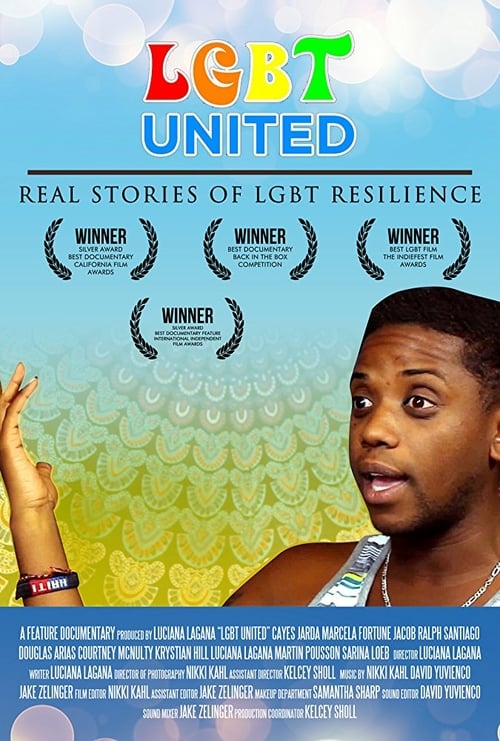 LGBT
UNITED
REAL STORIES OF LGBT RESILIENCE
WINNER
SILVER AWARD
BEST DOCUMENTARY
CALIFORNIA FILM
AWARDS
WINNER
BEST DOCUMENTARY
BACK IN THE BOX
COMPETITION
WINNER
BEST LGBT FILM
THE INDIEFEST FILM
AWARDS
WINNER
SILVER AWARD
BEST DOCUMENTARY FEATURE
INTERNATIONAL INDEPENDENT
FILM AWARDS
HAITI
A FEATURE DOCUMENTARY PRODUCED BY LUCIANA LAGANA "LGBT UNITED" CAYES JARDA MARCELA FORTUNE JACOB RALPH SANTIAGO
DOUGLAS ARIAS COURTNEY MCNULTY KRYSTIAN HILL LUCIANA LAGANA MARTIN POUSSON SARINA LOEB DIRECTOR LUCIANA LAGANA
WRITER LUCIANA LAGANA DIRECTOR OF PHOTOGRAPHY NIKKI KAHL ASSISTANT DIRECTOR KELCEY SHOLL MUSIC BY NIKKI KAHL DAVID YUVIENCO
JAKE ZELINGER FILM EDITOR NIKKI KAHL ASSISTANT EDITOR JAKE ZELINGER MAKEUP DEPARTMENT SAMANTHA SHARP SOUND EDITOR DAVID YUVIENCO
SOUND MIXER JAKE ZELINGER PRODUCTION COORDINATOR KELCEY SHOLL